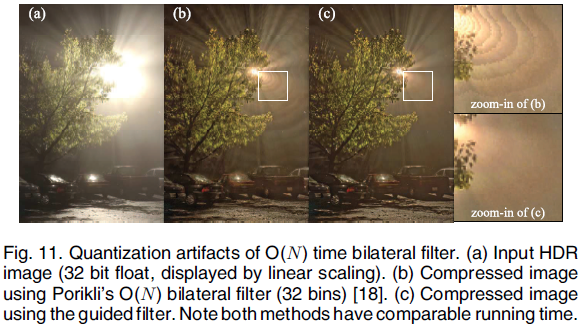 (a)
(b)
(c)
zoom-in of (b)
zoom-in of (c)
Fig. 11. Quantization artifacts of O(N) time bilateral filter. (a) Input HDR
image (32 bit float, displayed by linear scaling). (b) Compressed image
using Porikli's O(N) bilateral filter (32 bins) [18]. (c) Compressed image
using the guided filter. Note both methods have comparable running time.